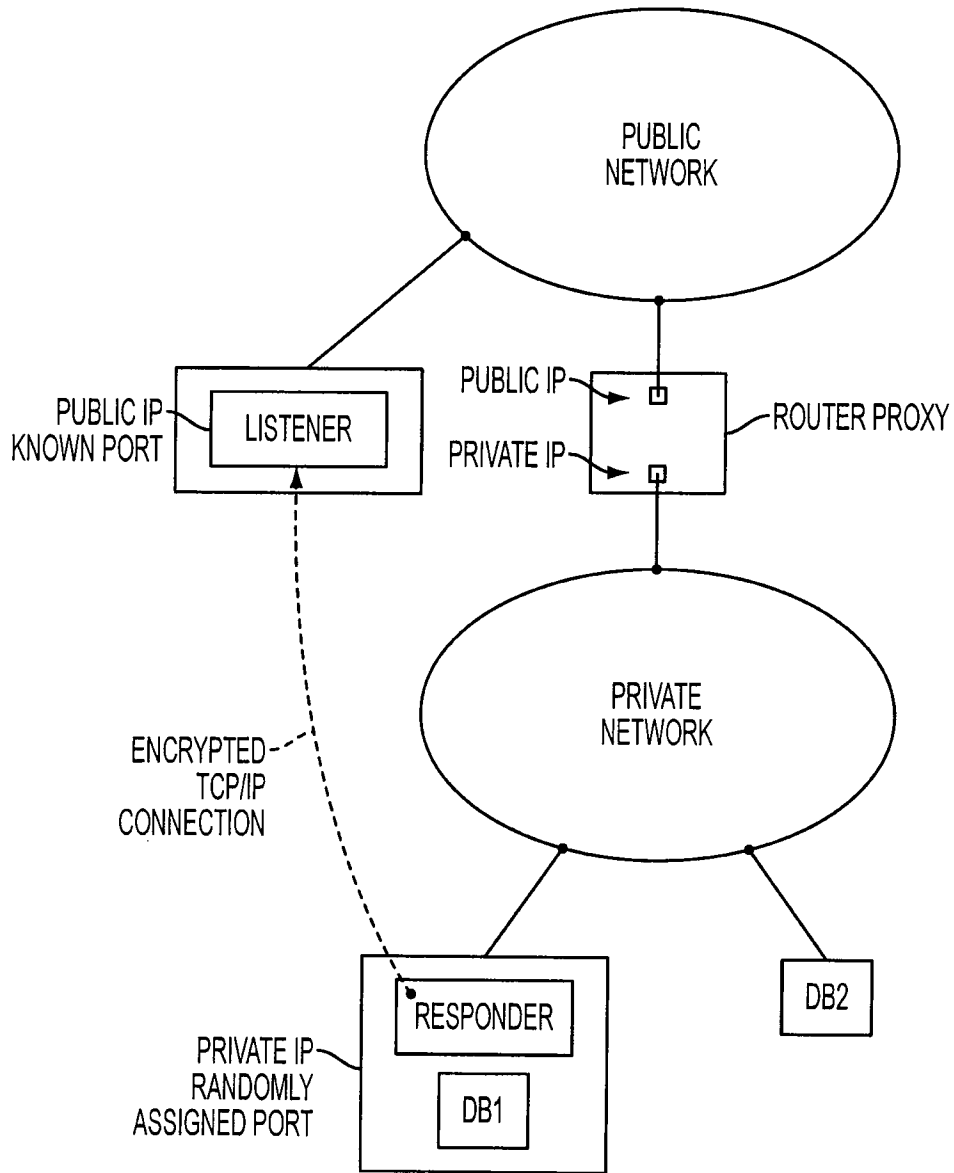 PUBLIC
NETWORK
PUBLIC IP
KNOWN PORT
LISTENER
PUBLIC IP
PRIVATE IP
ROUTER PROXY
PRIVATE
NETWORK
ENCRYPTED
TCP/IP
CONNECTION
RESPONDER
DB1
PRIVATE IP
RANDOMLY
ASSIGNED PORT
DB2